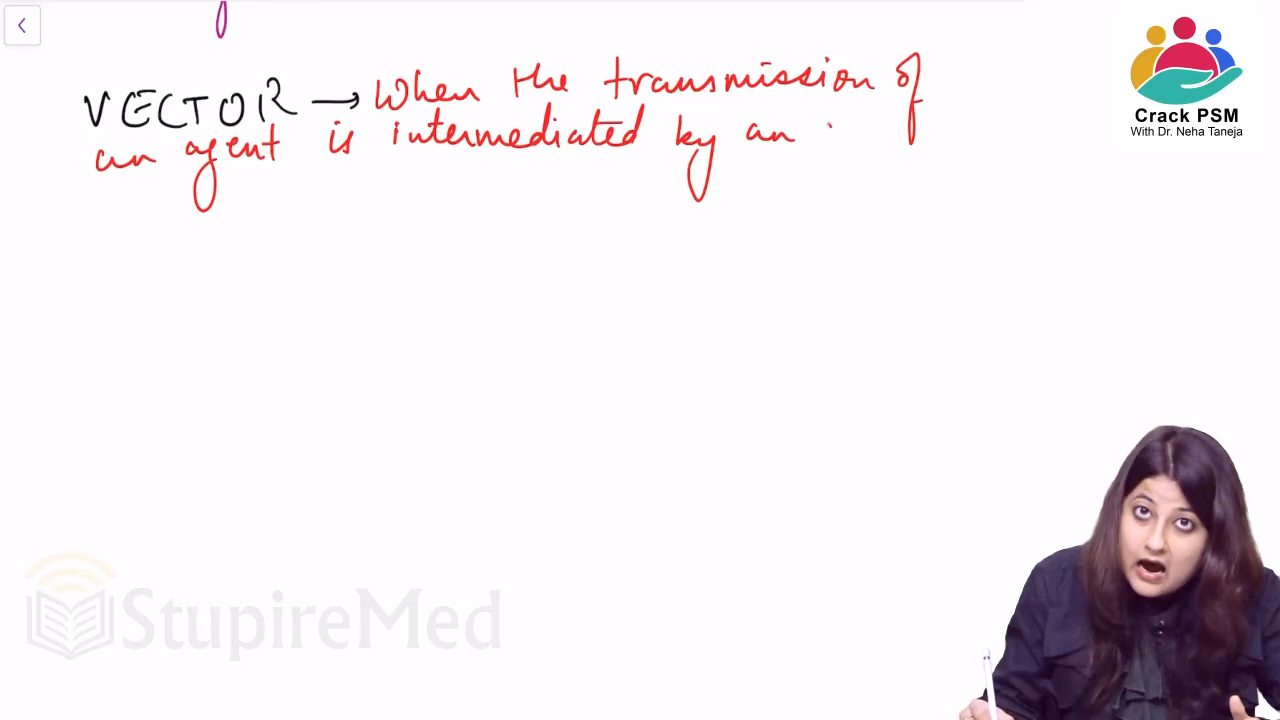 VECTOR → When the transmission of
an agent is intermediated by an
Crack PSM
With Dr. Neha Taneja
StupireMed